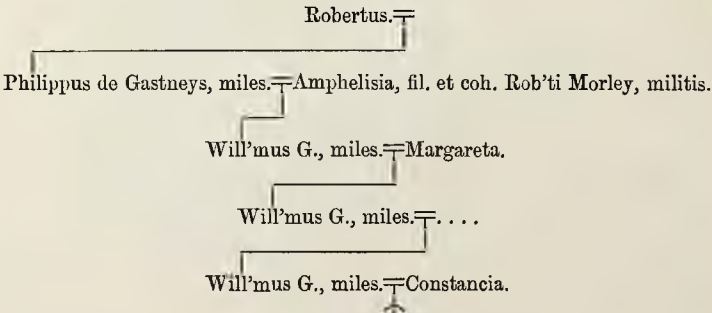 Robertus.
Philippus de Gastneys, miles. Amphelisia, fil. et coh. Rob'ti Morley, militis.
Will'mus G., miles. Margareta.
Will'mus G., miles. . . . .
Will'mus G., miles. Constancia.